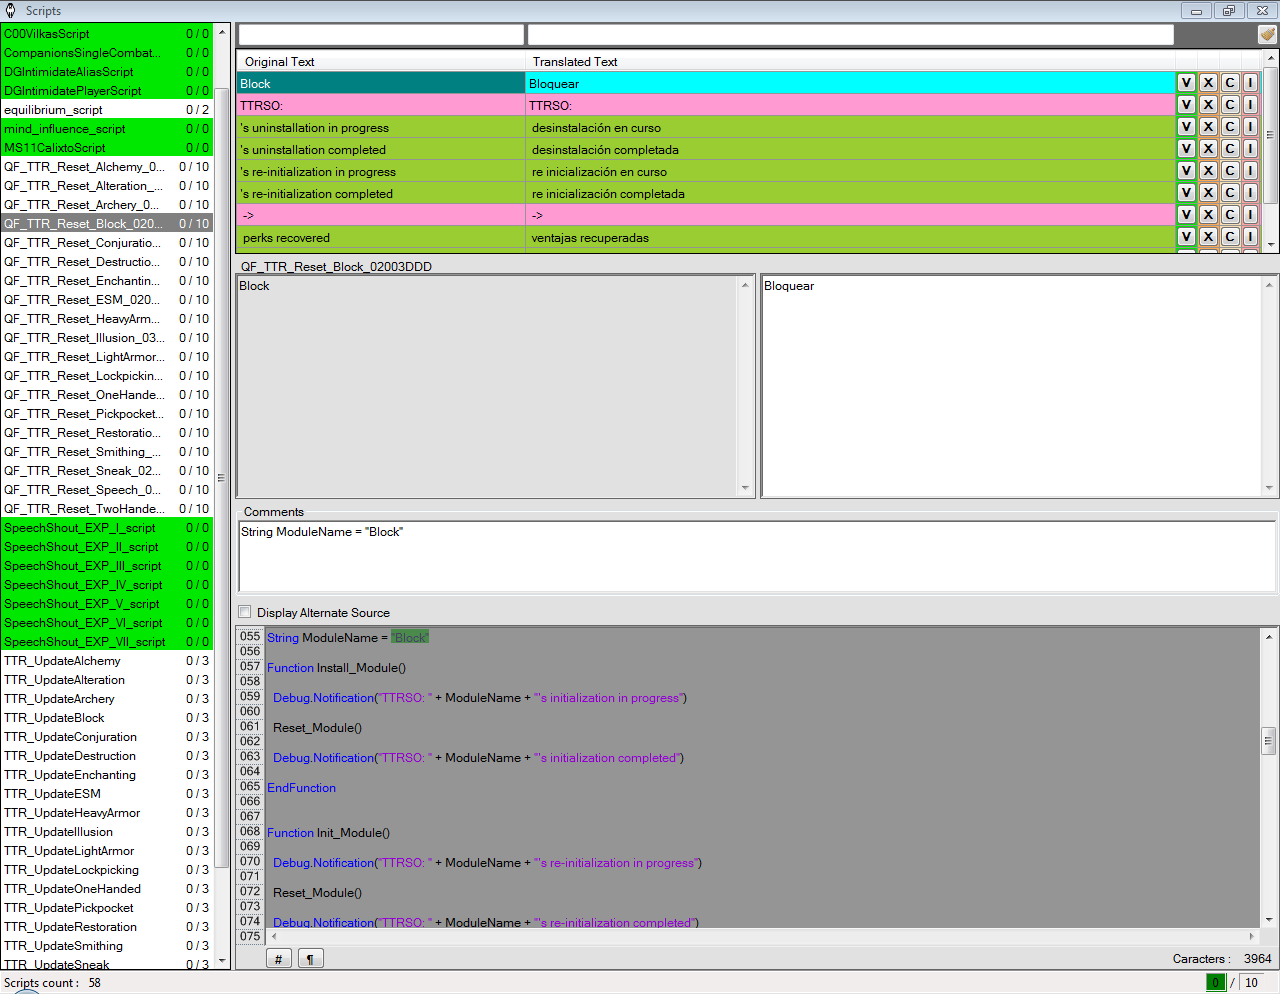 Scripts
C00VilkasScript 0 / 0
CompanionsSingleCombat... 0 / 0
DGIntimidateAliasScript 0 / 0
DGIntimidatePlayerScript 0 / 0
equilibrium_script 0 / 2
mind_influence_script 0 / 0
MS11CalixtoScript 0 / 0
QF_TTR_Reset_Alchemy_0... 0 / 10
QF_TTR_Reset_Alteration_... 0 / 10
QF_TTR_Reset_Archery_0... 0 / 10
QF_TTR_Reset_Block_020... 0 / 10
QF_TTR_Reset_Conjuratio... 0 / 10
QF_TTR_Reset_Destructio... 0 / 10
QF_TTR_Reset_Enchantin... 0 / 10
QF_TTR_Reset_ESM_020... 0 / 10
QF_TTR_Reset_HeavyArm... 0 / 10
QF_TTR_Reset_Illusion_03... 0 / 10
QF_TTR_Reset_LightArmor... 0 / 10
QF_TTR_Reset_Lockpickin... 0 / 10
QF_TTR_Reset_OneHande... 0 / 10
QF_TTR_Reset_Pickpocket... 0 / 10
QF_TTR_Reset_Restoratio... 0 / 10
QF_TTR_Reset_Smithing_... 0 / 10
QF_TTR_Reset_Sneak_02... 0 / 10
QF_TTR_Reset_Speech_0... 0 / 10
QF_TTR_Reset_TwoHande... 0 / 10
SpeechShout_EXP_I_script 0 / 0
SpeechShout_EXP_II_script 0 / 0
SpeechShout_EXP_III_script 0 / 0
SpeechShout_EXP_IV_script 0 / 0
SpeechShout_EXP_V_script 0 / 0
SpeechShout_EXP_VI_script 0 / 0
SpeechShout_EXP_VII_script 0 / 0
TTR_UpdateAlchemy 0 / 3
TTR_UpdateAlteration 0 / 3
TTR_UpdateArchery 0 / 3
TTR_UpdateBlock 0 / 3
TTR_UpdateConjuration 0 / 3
TTR_UpdateDestruction 0 / 3
TTR_UpdateEnchanting 0 / 3
TTR_UpdateESM 0 / 3
TTR_UpdateHeavyArmor 0 / 3
TTR_UpdateIllusion 0 / 3
TTR_UpdateLightArmor 0 / 3
TTR_UpdateLockpicking 0 / 3
TTR_UpdateOneHanded 0 / 3
TTR_UpdatePickpocket 0 / 3
TTR_UpdateRestoration 0 / 3
TTR_UpdateSmithing 0 / 3
TTR_UpdateSneak 0 / 3
Original Text Translated Text
Block Bloquear V X C I
TTRSO: TTRSO: V X C I
's uninstallation in progress desinstalación en curso V X C I
's uninstallation completed desinstalación completada V X C I
's re-initialization in progress re inicialización en curso V X C I
's re-initialization completed re inicialización completada V X C I
-> -> V X C I
perks recovered ventajas recuperadas V X C I
QF_TTR_Reset_Block_02003DDD
Block Bloquear
Comments
String ModuleName = "Block"
Display Alternate Source
055 String ModuleName = "Block"
056
057 Function Install_Module()
058
059 Debug.Notification("TTRSO: " + ModuleName + "'s initialization in progress")
060
061 Reset_Module()
062
063 Debug.Notification("TTRSO: " + ModuleName + "'s initialization completed")
064
065 EndFunction
066
067
068 Function Init_Module()
069
070 Debug.Notification("TTRSO: " + ModuleName + "'s re-initialization in progress")
071
072 Reset_Module()
073
074 Debug.Notification("TTRSO: " + ModuleName + "'s re-initialization completed")
075
# ¶ Caracters : 3964
Scripts count : 58 0 / 10